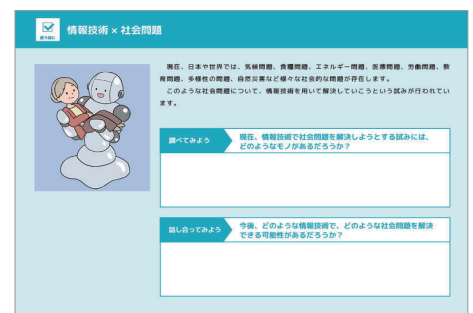 情報技術 × 社会問題
現在、日本や世界では、気候問題、食糧問題、エネルギー問題、医療問題、労働問題、教
育問題、多様性の問題、自然災害など様々な社会的な問題が存在します。
このような社会問題について、情報技術を用いて解決していこうという試みが行われてい
ます。
調べてみよう
現在、情報技術で社会問題を解決しようとする試みには、
どのようなモノがあるだろうか？
話し合ってみよう
今後、どのような情報技術で、どのような社会問題を解決
できる可能性があるだろうか？